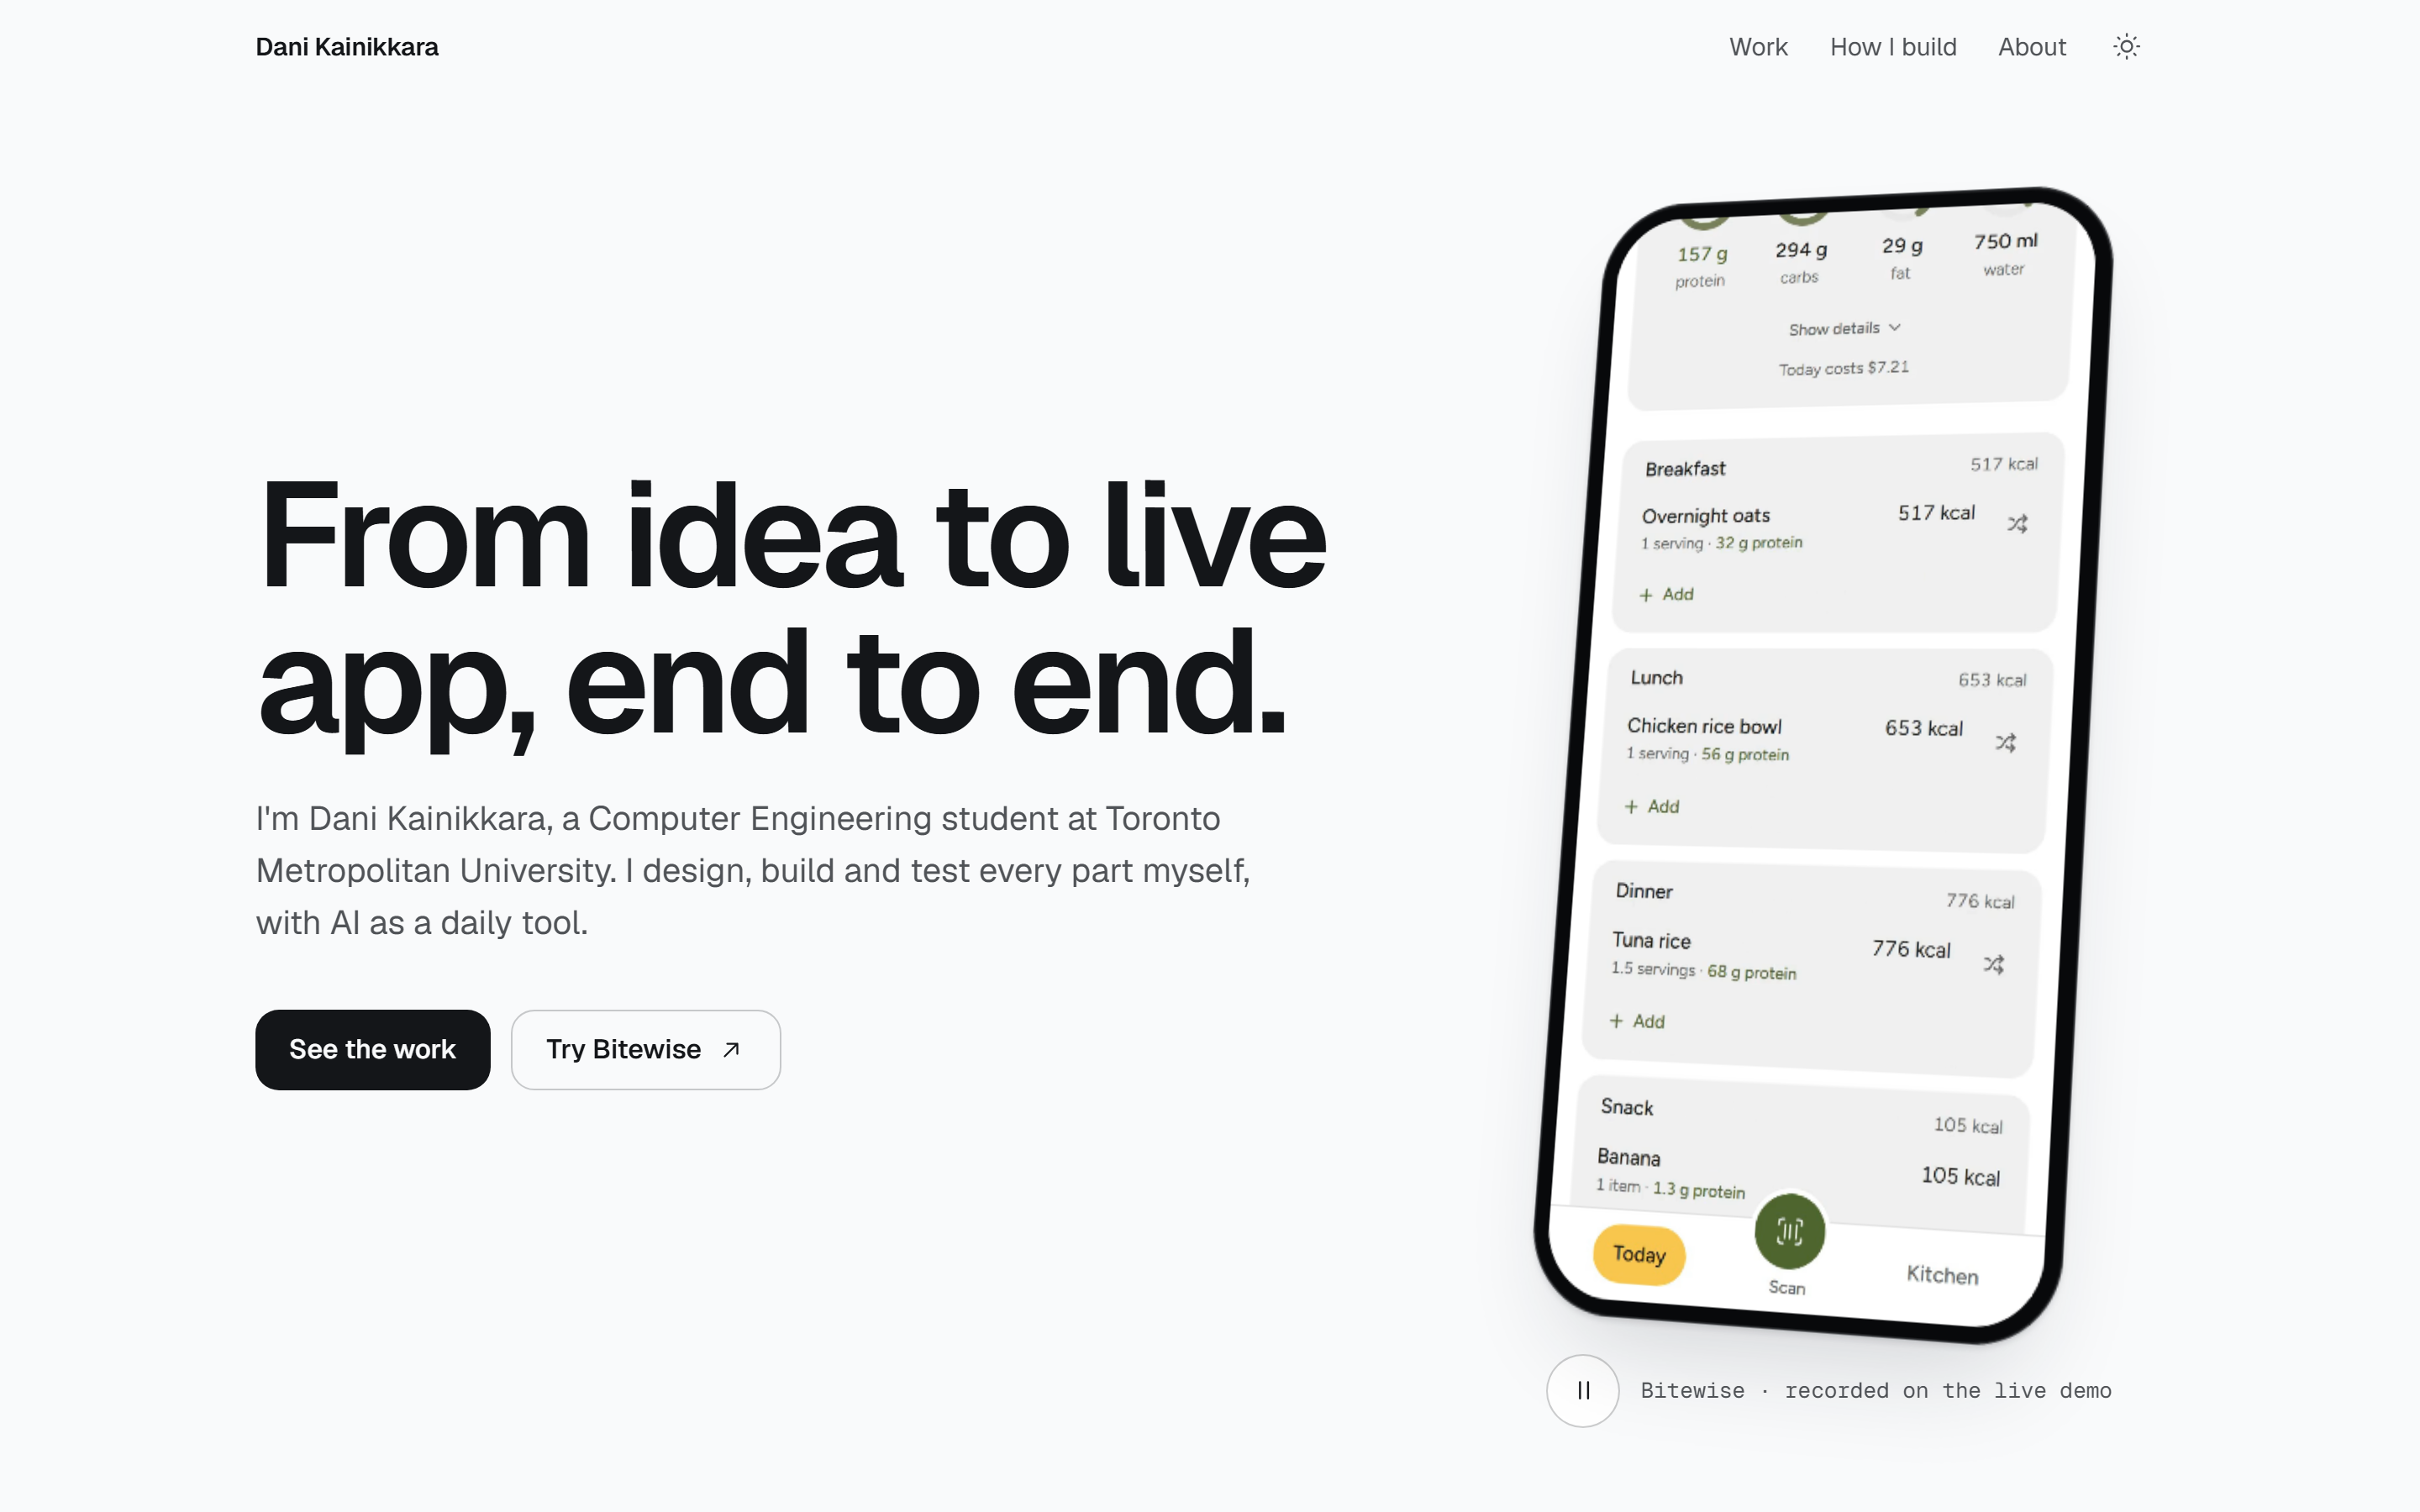 Dani Kainikkara
Work How I build About
From idea to live
app, end to end.
I'm Dani Kainikkara, a Computer Engineering student at Toronto
Metropolitan University. I design, build and test every part myself,
with AI as a daily tool.
See the work Try Bitewise
157 g 294 g 29 g 750 ml
protein carbs fat water
Show details
Today costs $7.21
Breakfast 517 kcal
Overnight oats 517 kcal
1 serving · 32 g protein
+ Add
Lunch 653 kcal
Chicken rice bowl 653 kcal
1 serving · 56 g protein
+ Add
Dinner 776 kcal
Tuna rice 776 kcal
1.5 servings · 68 g protein
+ Add
Snack 105 kcal
Banana 105 kcal
1 item · 1.3 g protein
Today Scan Kitchen
Bitewise · recorded on the live demo